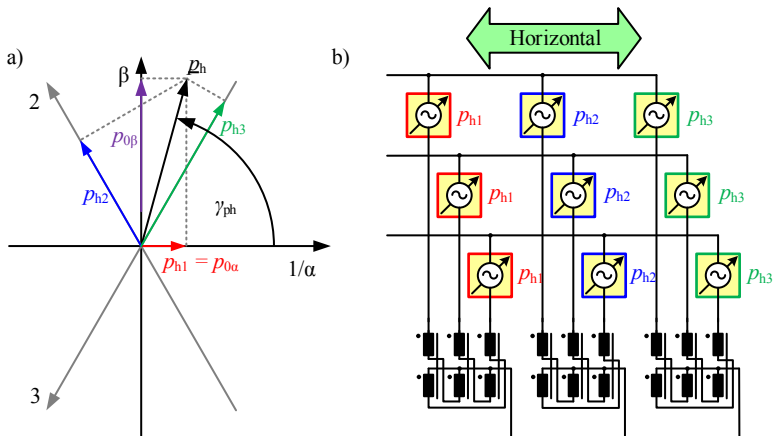 a)
β
p_h
2
p_0β
p_h3
p_h2
γ_ph
p_h1 = p_0α
1/α
3
b)
Horizontal
p_h1
p_h2
p_h3
p_h1
p_h2
p_h3
p_h1
p_h2
p_h3